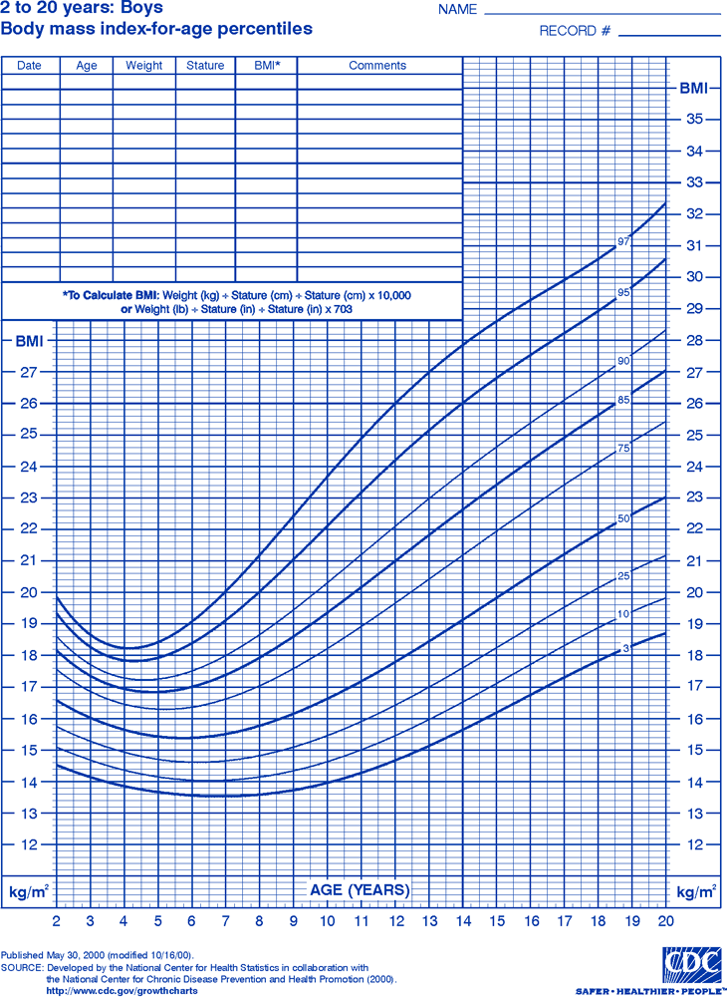 2 to 20 years: Boys
Body mass index-for-age percentiles
NAME
RECORD #
Date Age Weight Stature BMI* Comments
*To Calculate BMI: Weight (kg) ÷ Stature (cm) ÷ Stature (cm) x 10,000
or Weight (lb) ÷ Stature (in) ÷ Stature (in) x 703
BMI
35
34
33
32
31
30
29
28
27
26
25
24
23
22
21
20
19
18
17
16
15
14
13
12
kg/m²
BMI
27
26
25
24
23
22
21
20
19
18
17
16
15
14
13
12
kg/m²
97
95
90
85
75
50
25
10
3
AGE (YEARS)
2 3 4 5 6 7 8 9 10 11 12 13 14 15 16 17 18 19 20
Published May 30, 2000 (modified 10/16/00).
SOURCE: Developed by the National Center for Health Statistics in collaboration with
the National Center for Chronic Disease Prevention and Health Promotion (2000).
http://www.cdc.gov/growthcharts
CDC
SAFER • HEALTHIER • PEOPLE™